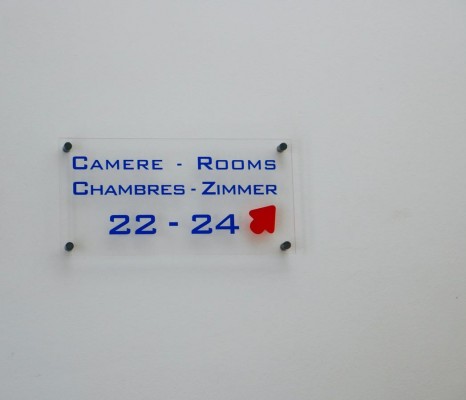 CAMERE - ROOMS
CHAMBRES - ZIMMER
22 - 24